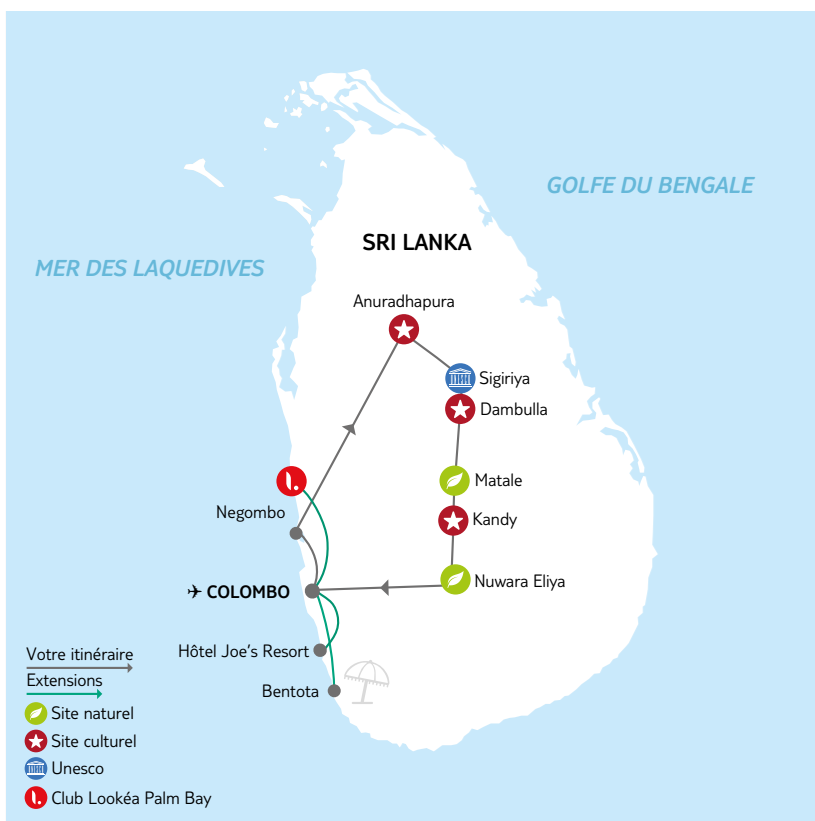 GOLFE DU BENGALE
SRI LANKA
MER DES LAQUEDIVES
Anuradhapura
Sigiriya
Dambulla
Matale
Negombo
Kandy
Nuwara Eliya
COLOMBO
Hôtel Joe's Resort
Bentota
Votre itinéraire
Extensions
Site naturel
Site culturel
Unesco
Club Lookéa Palm Bay